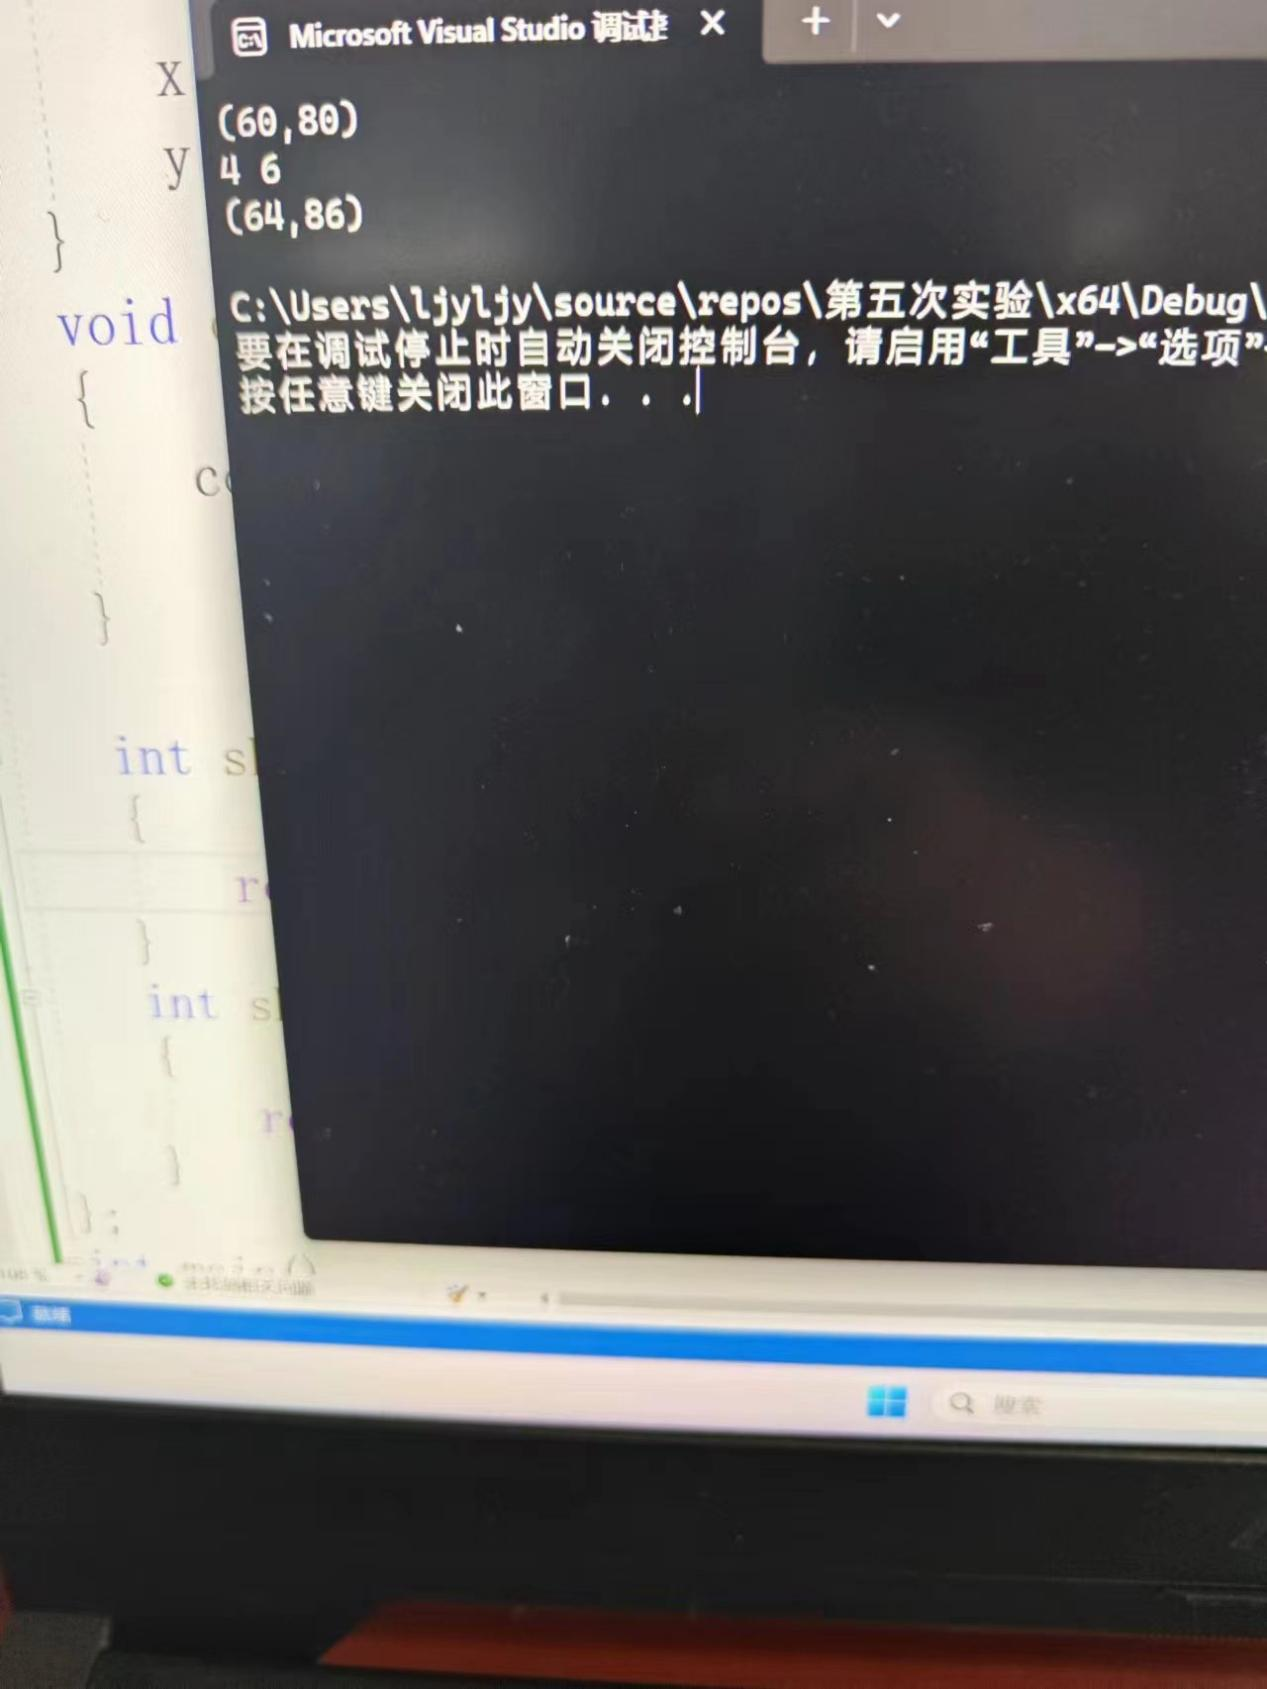 Microsoft Visual Studio 调试
(60,80)
4 6
(64,86)
C:\Users\ljyljy\source\repos\第五次实验\x64\Debug\
要在调试停止时自动关闭控制台，请启用“工具”->“选项”
按任意键关闭此窗口. . .
x
y
}
void
{
}
int
{
}
int
{
}
};
搜索